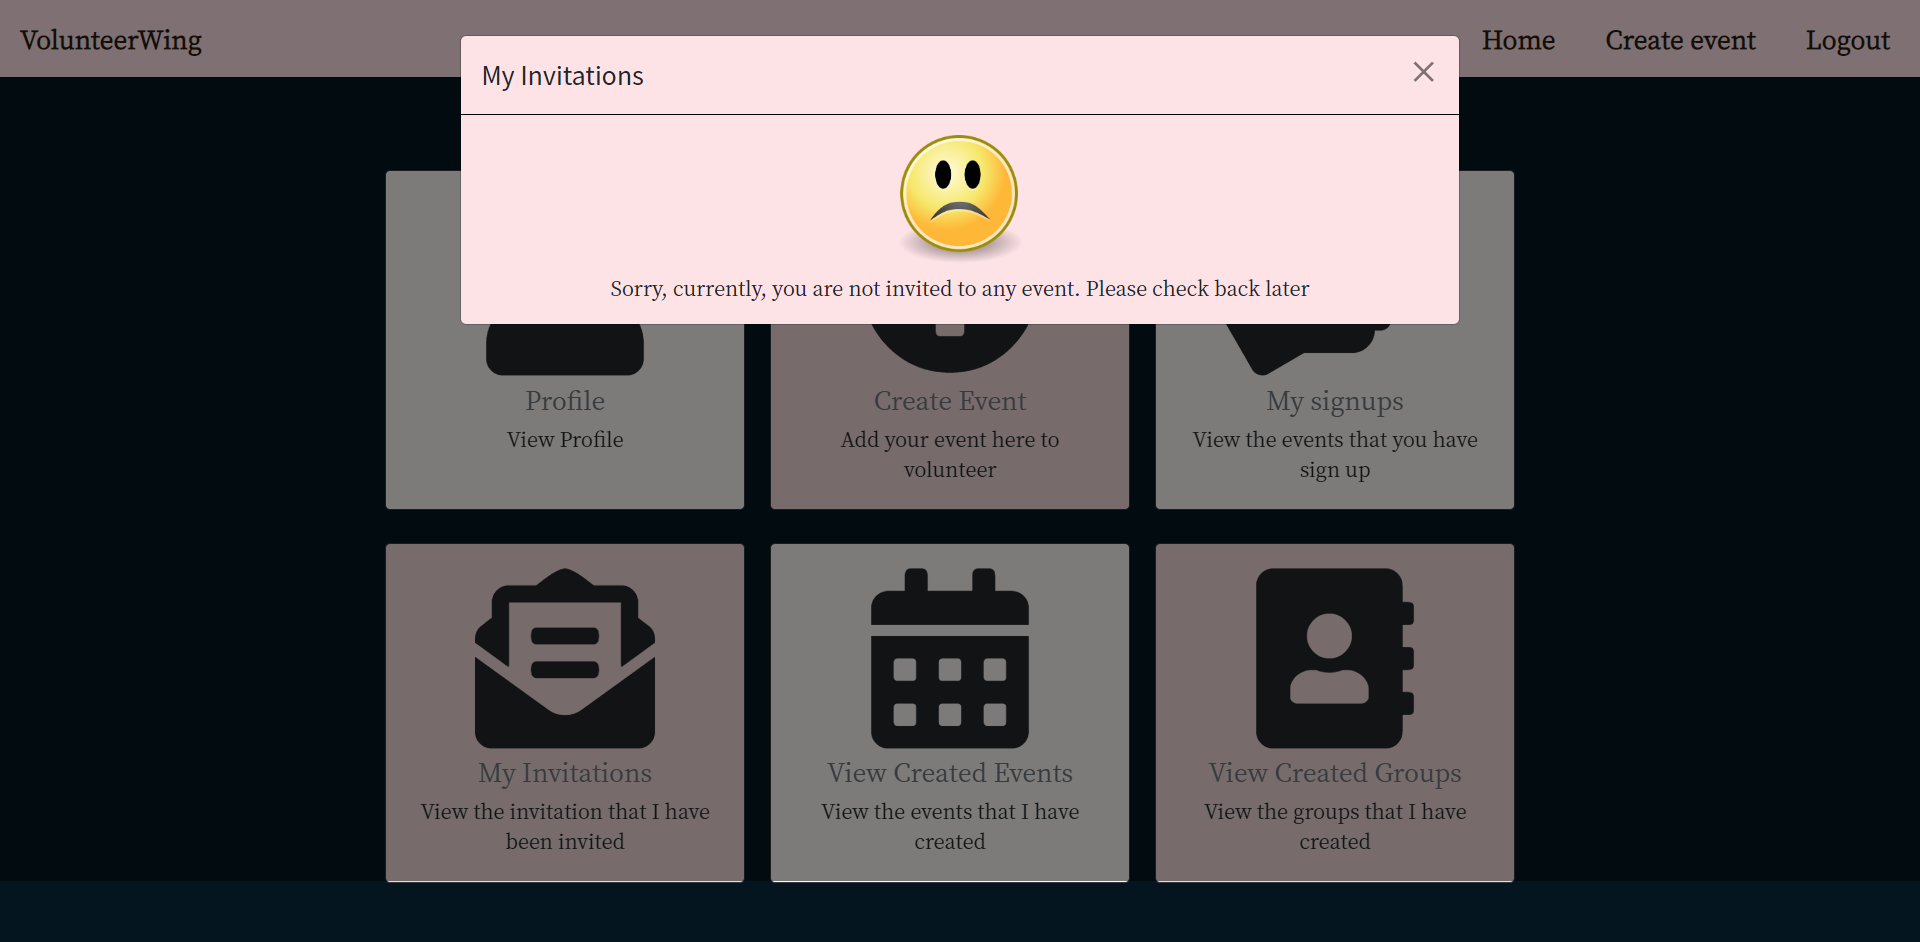 VolunteerWing
Home
Create event
Logout
My Invitations
Sorry, currently, you are not invited to any event. Please check back later
Profile
View Profile
Create Event
Add your event here to
volunteer
My signups
View the events that you have
sign up
My Invitations
View the invitation that I have
been invited
View Created Events
View the events that I have
created
View Created Groups
View the groups that I have
created